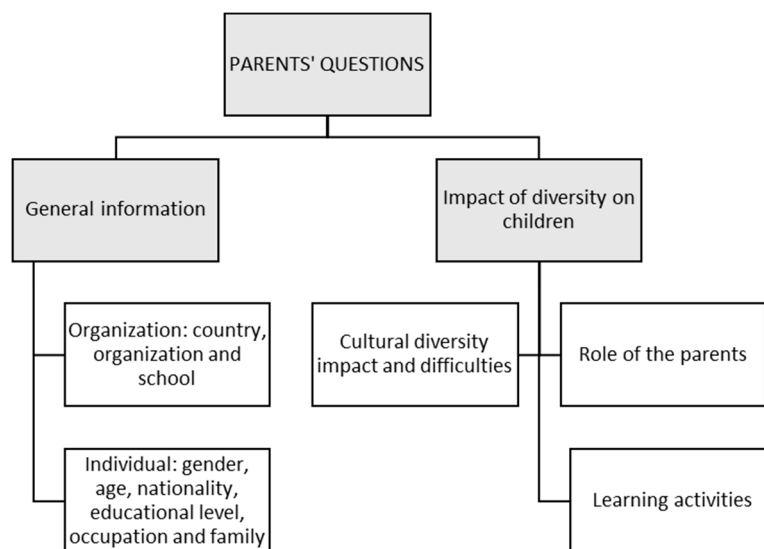 PARENTS' QUESTIONS
General information
Impact of diversity on
children
Organization: country,
organization and
school
Cultural diversity
impact and difficulties
Role of the parents
Individual: gender,
age, nationality,
educational level,
occupation and family
Learning activities